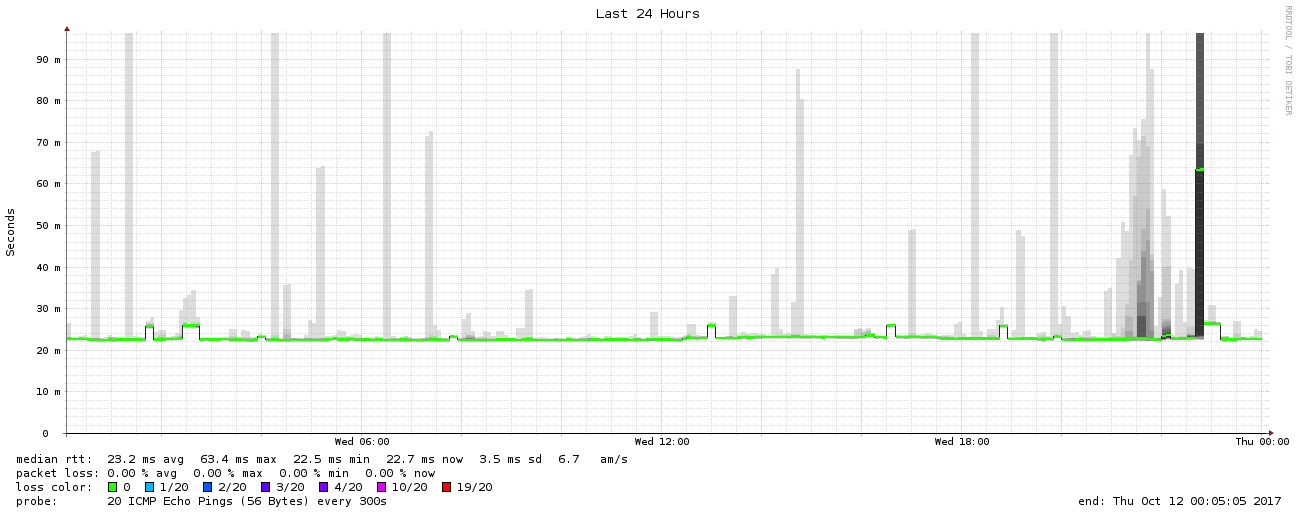 Last 24 Hours
RRDTOOL / TOBI OETIKER
Seconds
90 m
80 m
70 m
60 m
50 m
40 m
30 m
20 m
10 m
0
Wed 06:00 Wed 12:00 Wed 18:00 Thu 00:00
median rtt: 23.2 ms avg 63.4 ms max 22.5 ms min 22.7 ms now 3.5 ms sd 6.7 am/s
packet loss: 0.00 % avg 0.00 % max 0.00 % min 0.00 % now
loss color: 0 1/20 2/20 3/20 4/20 10/20 19/20
probe: 20 ICMP Echo Pings (56 Bytes) every 300s end: Thu Oct 12 00:05:05 2017